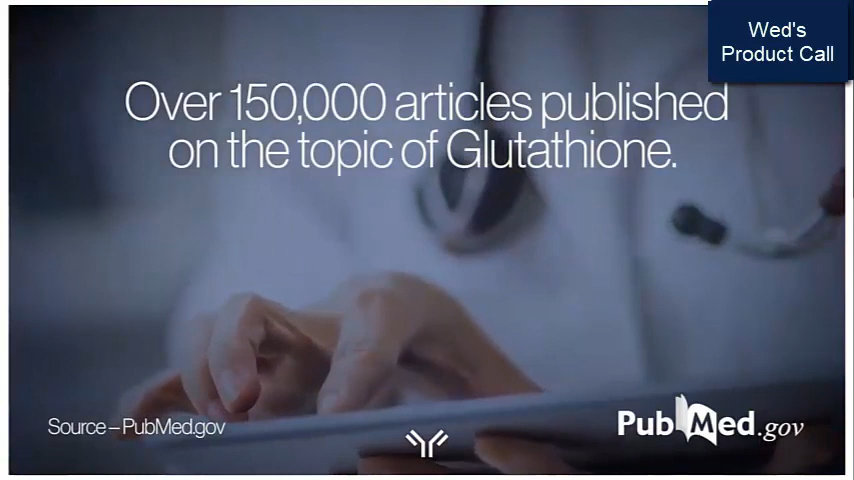 Wed's
Product Call
Over 150,000 articles published
on the topic of Glutathione.
Source – PubMed.gov
PubMed.gov